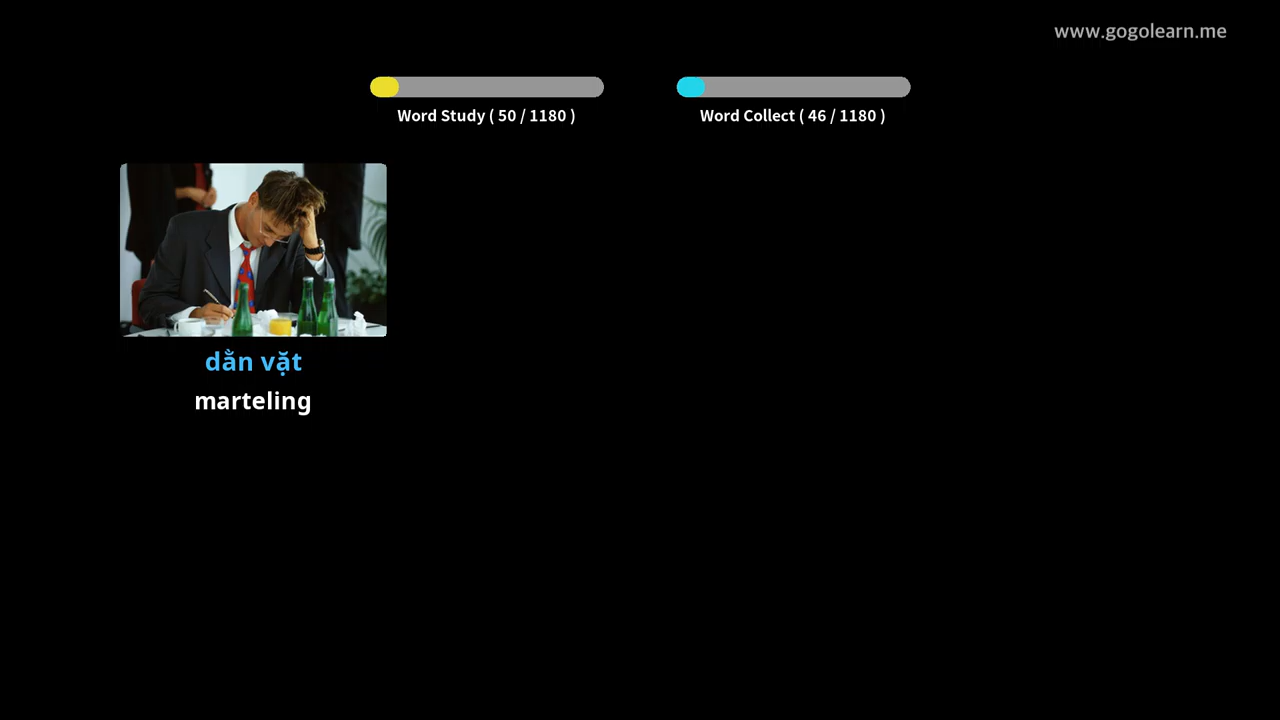 www.gogolearn.me
Word Study ( 50 / 1180 )
Word Collect ( 46 / 1180 )
dằn vặt
marteling